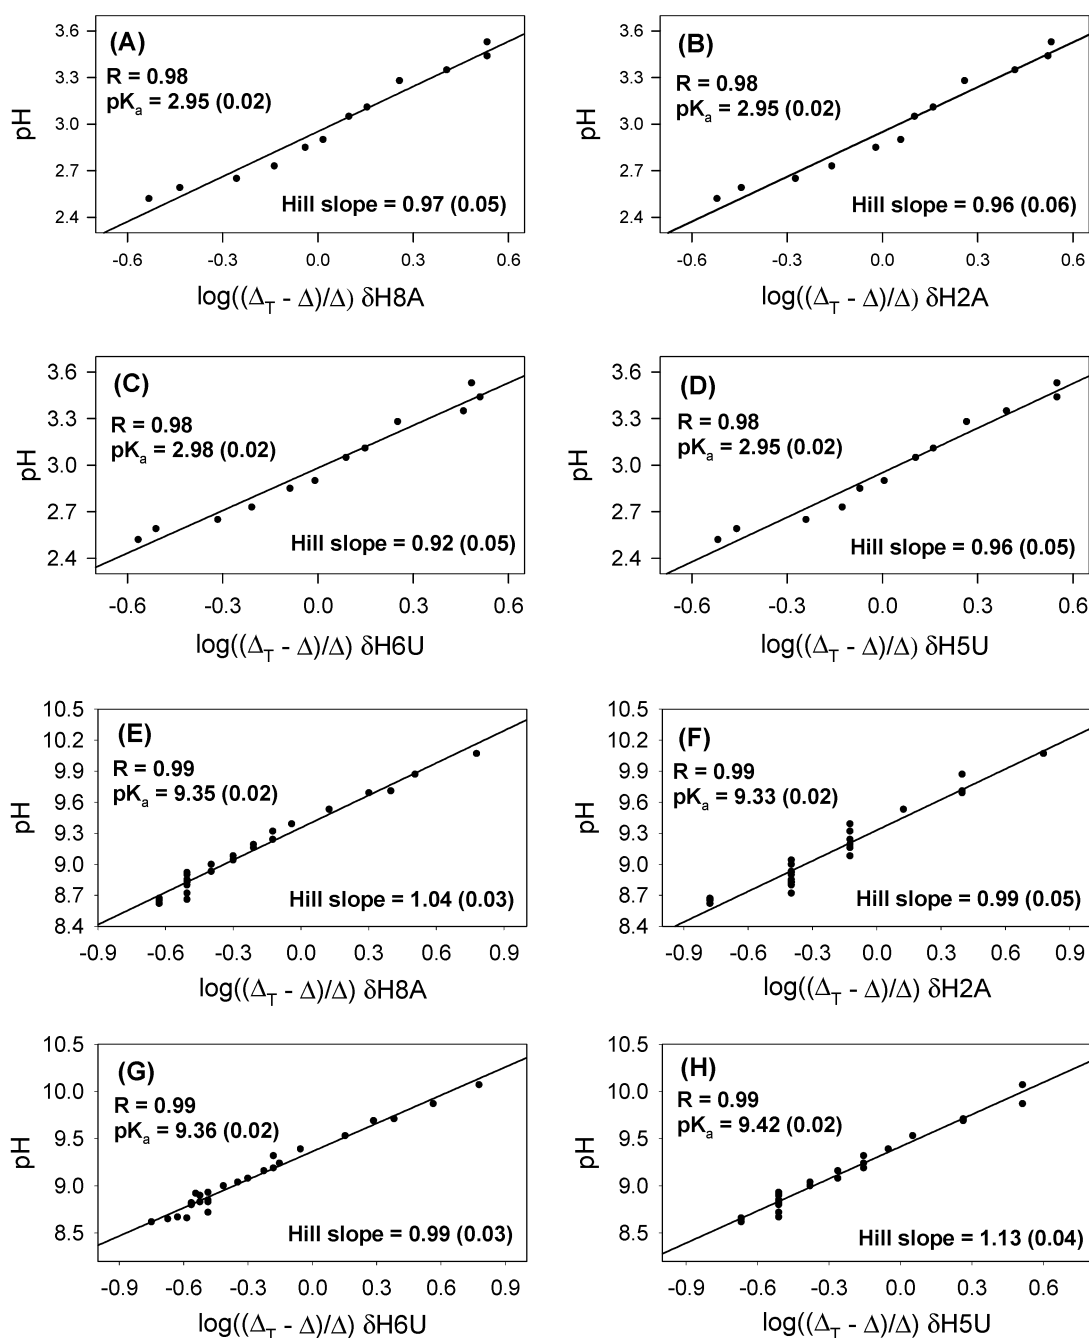 (A)
R = 0.98
pKa = 2.95 (0.02)
Hill slope = 0.97 (0.05)
pH
3.6
3.3
3.0
2.7
2.4
-0.6 -0.3 0.0 0.3 0.6
log((ΔT - Δ)/Δ) δH8A
(B)
R = 0.98
pKa = 2.95 (0.02)
Hill slope = 0.96 (0.06)
pH
3.6
3.3
3.0
2.7
2.4
-0.6 -0.3 0.0 0.3 0.6
log((ΔT - Δ)/Δ) δH2A
(C)
R = 0.98
pKa = 2.98 (0.02)
Hill slope = 0.92 (0.05)
pH
3.6
3.3
3.0
2.7
2.4
-0.6 -0.3 0.0 0.3 0.6
log((ΔT - Δ)/Δ) δH6U
(D)
R = 0.98
pKa = 2.95 (0.02)
Hill slope = 0.96 (0.05)
pH
3.6
3.3
3.0
2.7
2.4
-0.6 -0.3 0.0 0.3 0.6
log((ΔT - Δ)/Δ) δH5U
(E)
R = 0.99
pKa = 9.35 (0.02)
Hill slope = 1.04 (0.03)
pH
10.5
10.2
9.9
9.6
9.3
9.0
8.7
8.4
-0.9 -0.6 -0.3 0.0 0.3 0.6 0.9
log((ΔT - Δ)/Δ) δH8A
(F)
R = 0.99
pKa = 9.33 (0.02)
Hill slope = 0.99 (0.05)
pH
10.5
10.2
9.9
9.6
9.3
9.0
8.7
8.4
-0.9 -0.6 -0.3 0.0 0.3 0.6 0.9
log((ΔT - Δ)/Δ) δH2A
(G)
R = 0.99
pKa = 9.36 (0.02)
Hill slope = 0.99 (0.03)
pH
10.5
10.0
9.5
9.0
8.5
-0.9 -0.6 -0.3 0.0 0.3 0.6 0.9
log((ΔT - Δ)/Δ) δH6U
(H)
R = 0.99
pKa = 9.42 (0.02)
Hill slope = 1.13 (0.04)
pH
10.5
10.0
9.5
9.0
8.5
-0.9 -0.6 -0.3 0.0 0.3 0.6
log((ΔT - Δ)/Δ) δH5U